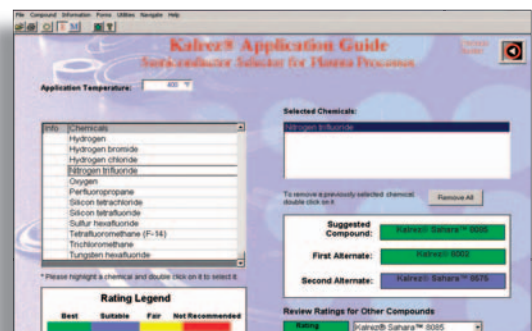 File Compound Information Forms Utilities Navigate Help
Kalrez® Application Guide
Semiconductor Selector for Plasma Processes
Application Temperature: 400 °F
Selected Chemicals:
Nitrogen trifluoride
Info Chemicals
Hydrogen
Hydrogen bromide
Hydrogen chloride
Nitrogen trifluoride
Oxygen
Perfluoropropane
Silicon tetrachloride
Silicon tetrafluoride
Sulfur hexafluoride
Tetrafluoromethane (F-14)
Trichloromethane
Tungsten hexafluoride
* Please highlight a chemical and double click on it to select it
To remove a previously selected chemical, double click on it.
Remove All
Suggested Compound: Kalrez® Sahara™ 8085
First Alternate: Kalrez® 8002
Second Alternate: Kalrez® Sahara™ 8575
Rating Legend
Best Suitable Fair Not Recommended
Review Ratings for Other Compounds
Rating Kalrez® Sahara™ 8085